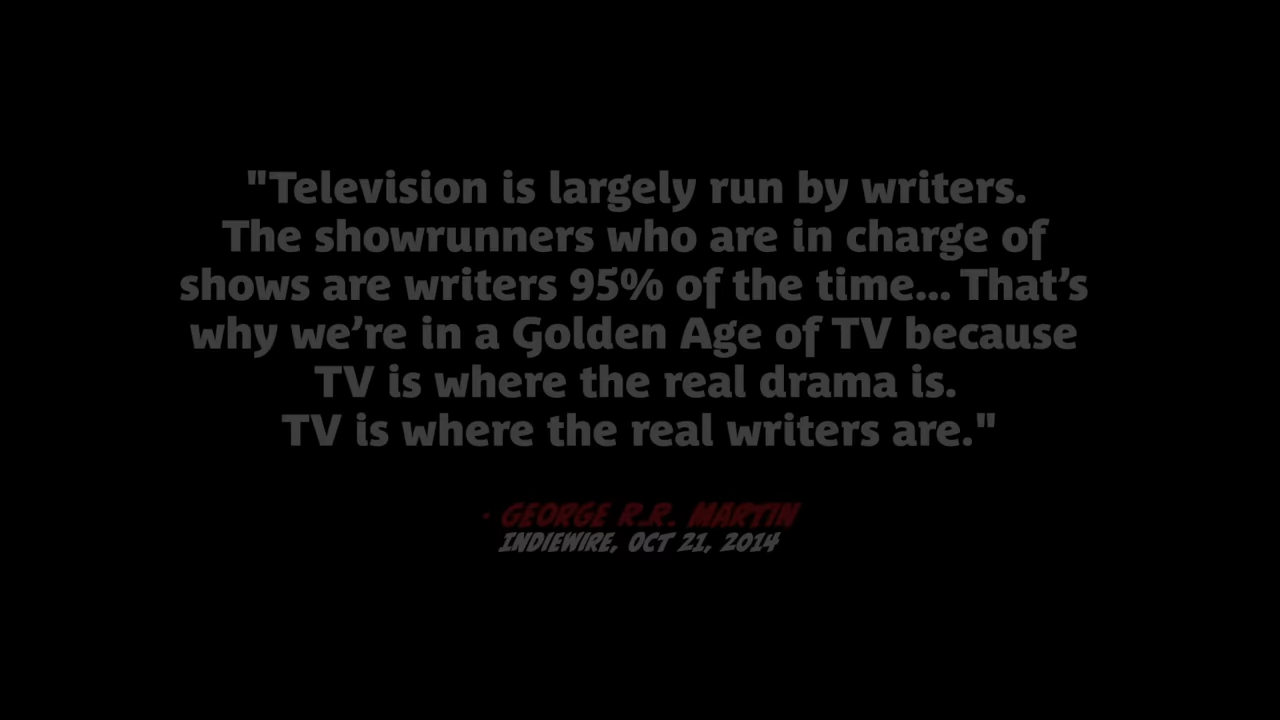 "Television is largely run by writers.
The showrunners who are in charge of
shows are writers 95% of the time... That’s
why we’re in a Golden Age of TV because
TV is where the real drama is.
TV is where the real writers are."
- GEORGE R.R. MARTIN
INDIEWIRE, OCT 21, 2014